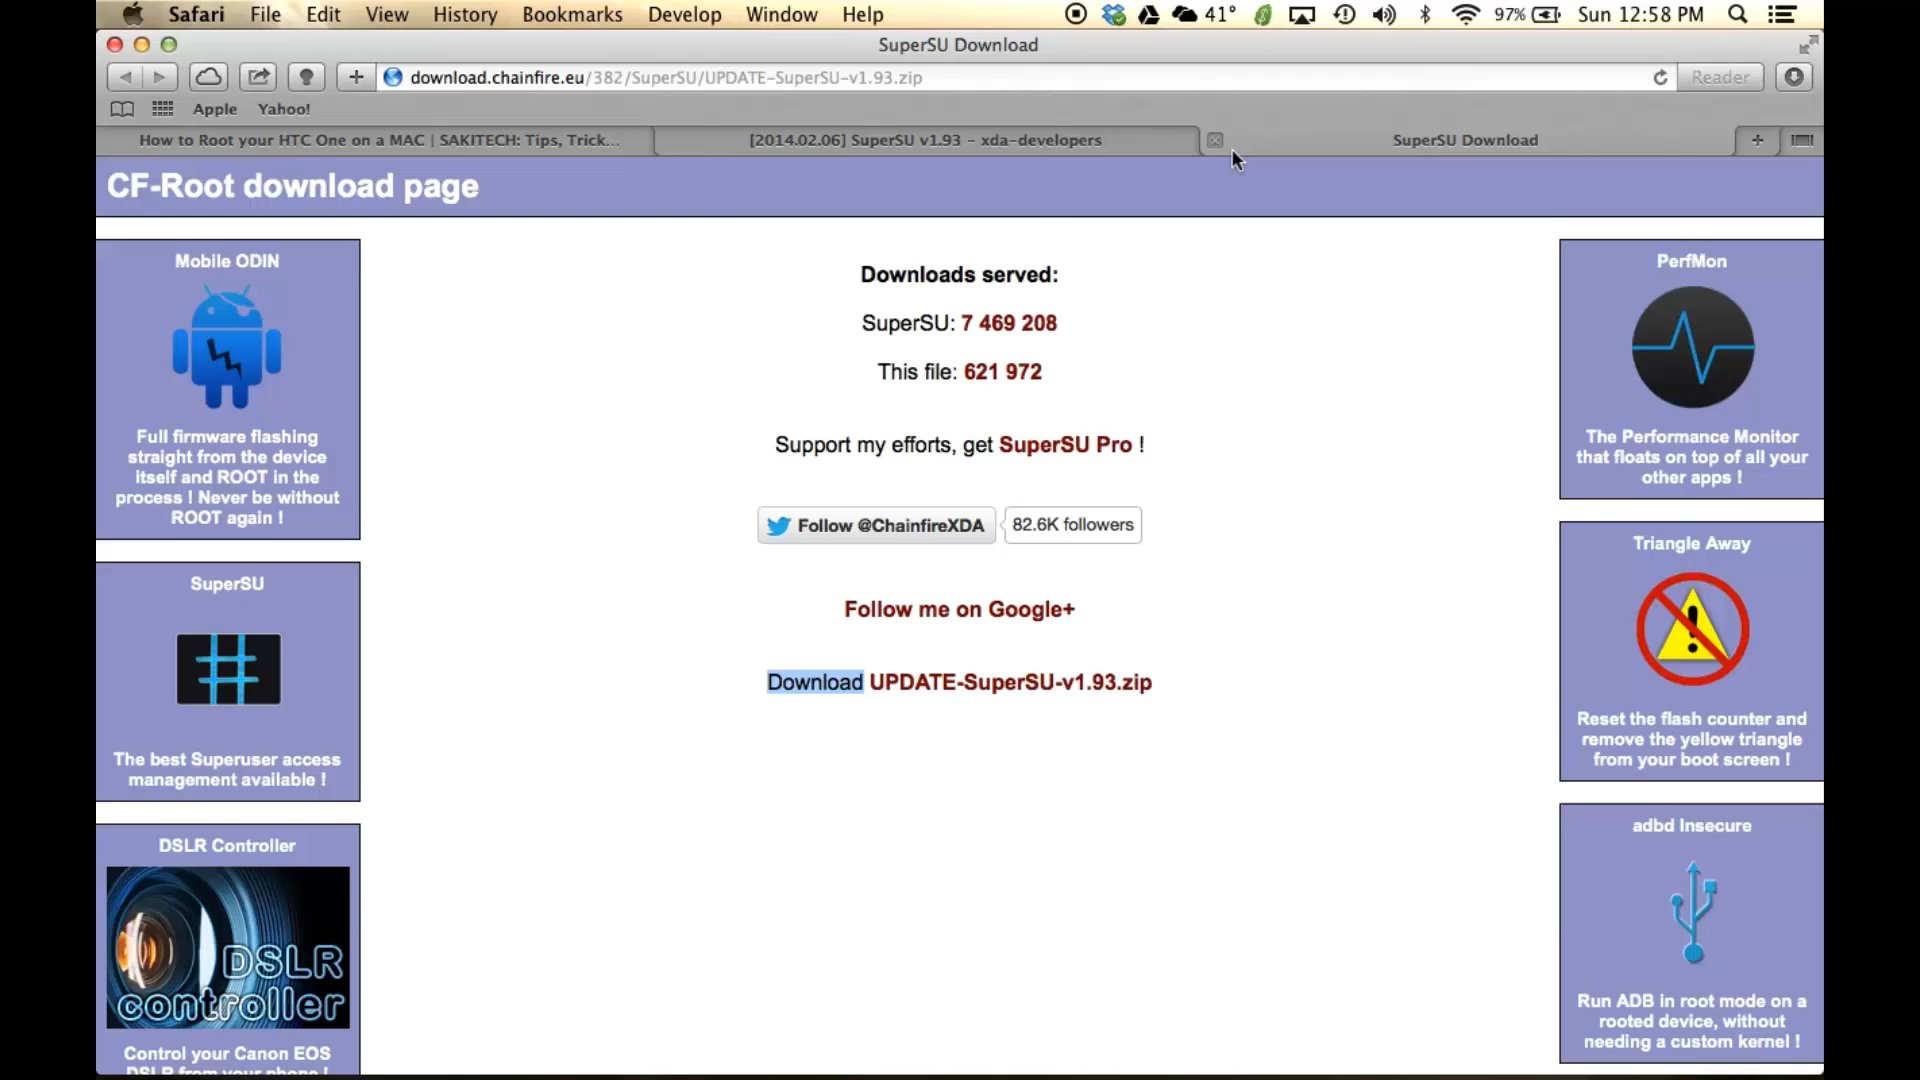 Safari File Edit View History Bookmarks Develop Window Help 41° 97% Sun 12:58 PM
SuperSU Download
download.chainfire.eu/382/SuperSU/UPDATE-SuperSU-v1.93.zip Reader
Apple Yahoo!
How to Root your HTC One on a MAC | SAKITECH: Tips, Trick... [2014.02.06] SuperSU v1.93 - xda-developers SuperSU Download +
CF-Root download page
Mobile ODIN
Full firmware flashing
straight from the device
itself and ROOT in the
process ! Never be without
ROOT again !
SuperSU
The best Superuser access
management available !
DSLR Controller
DSLR
controller
Control your Canon EOS
DSLR from your phone !
Downloads served:
SuperSU: 7 469 208
This file: 621 972
Support my efforts, get SuperSU Pro !
Follow @ChainfireXDA 82.6K followers
Follow me on Google+
Download UPDATE-SuperSU-v1.93.zip
PerfMon
The Performance Monitor
that floats on top of all your
other apps !
Triangle Away
Reset the flash counter and
remove the yellow triangle
from your boot screen !
adbd Insecure
Run ADB in root mode on a
rooted device, without
needing a custom kernel !